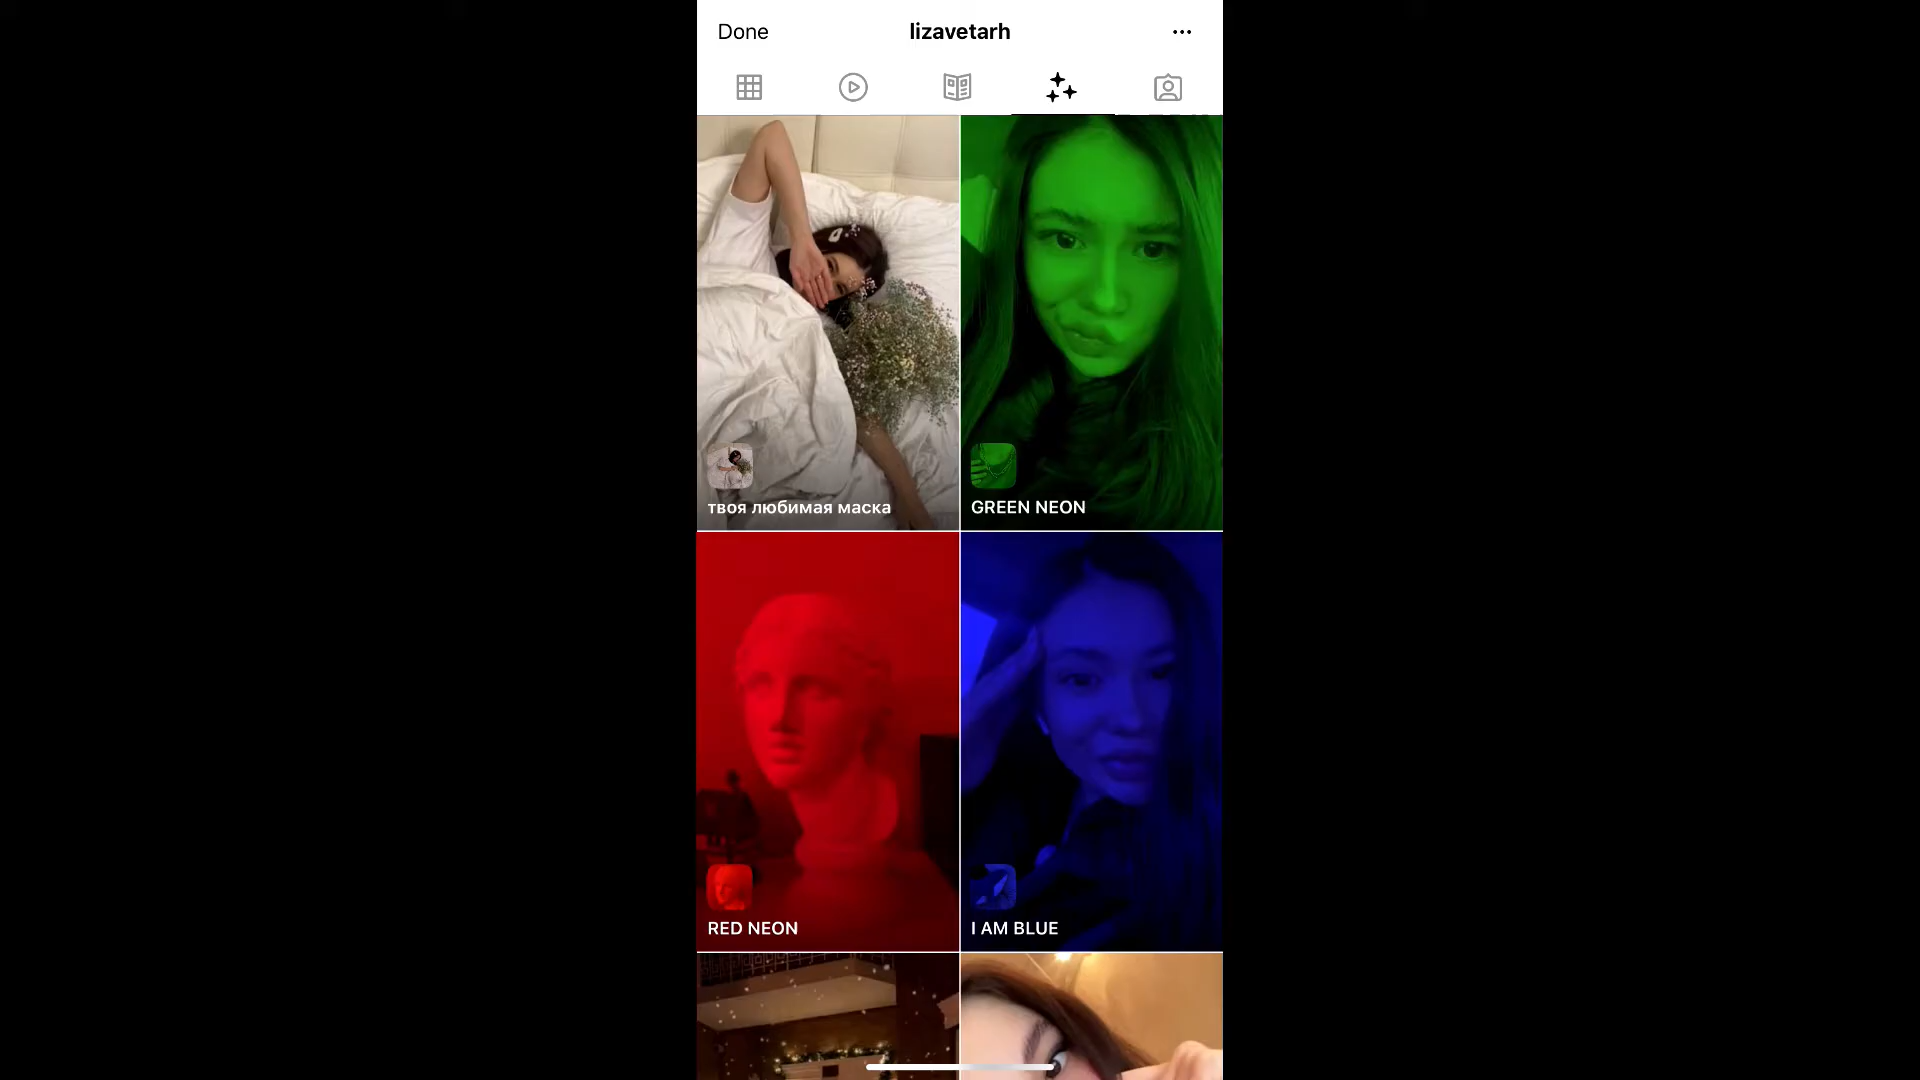 Done
lizavetarh
твоя любимая маска
GREEN NEON
RED NEON
I AM BLUE